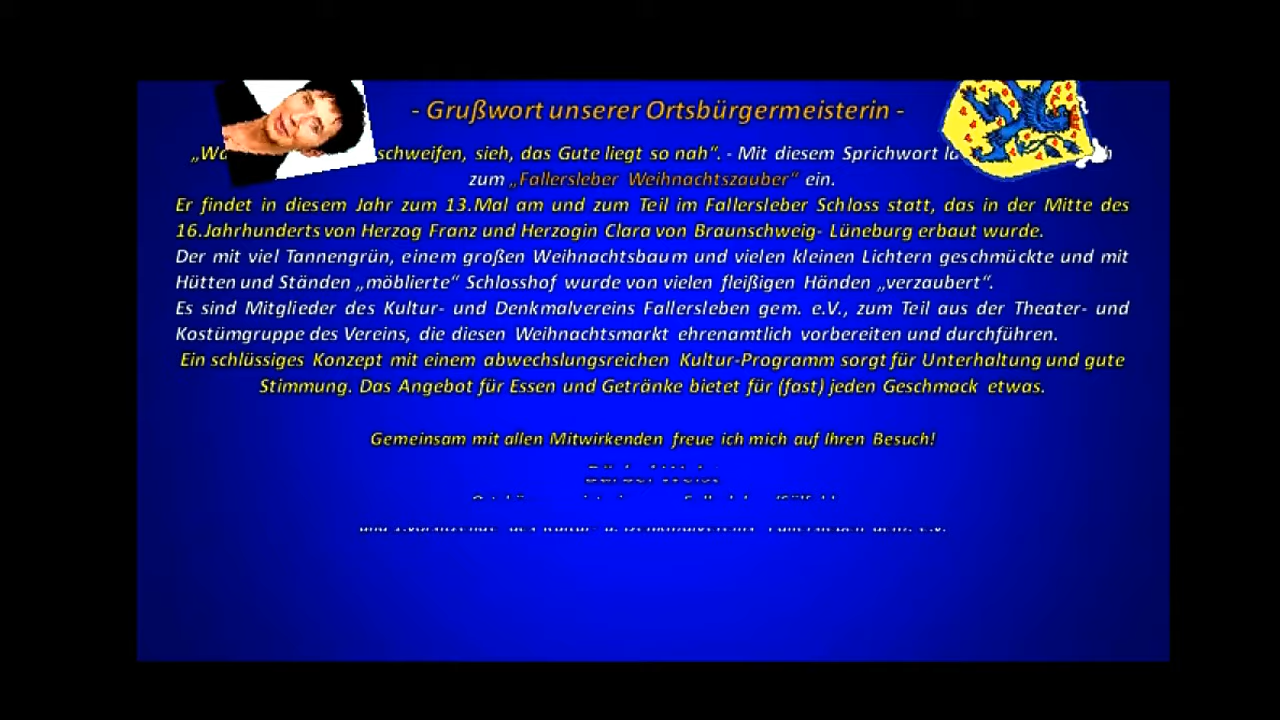 - Grußwort unserer Ortsbürgermeisterin -
schweifen, sieh, das Gute liegt so nah“. - Mit diesem Sprichwort
zum „Fallersleber Weihnachtszauber“ ein.
Er findet in diesem Jahr zum 13.Mal am und zum Teil im Fallersleber Schloss statt, das in der Mitte des
16.Jahrhunderts von Herzog Franz und Herzogin Clara von Braunschweig- Lüneburg erbaut wurde.
Der mit viel Tannengrün, einem großen Weihnachtsbaum und vielen kleinen Lichtern geschmückte und mit
Hütten und Ständen „möblierte“ Schlosshof wurde von vielen fleißigen Händen „verzaubert“.
Es sind Mitglieder des Kultur- und Denkmalvereins Fallersleben gem. e.V., zum Teil aus der Theater- und
Kostümgruppe des Vereins, die diesen Weihnachtsmarkt ehrenamtlich vorbereiten und durchführen.
Ein schlüssiges Konzept mit einem abwechslungsreichen Kultur-Programm sorgt für Unterhaltung und gute
Stimmung. Das Angebot für Essen und Getränke bietet für (fast) jeden Geschmack etwas.
Gemeinsam mit allen Mitwirkenden freue ich mich auf Ihren Besuch!